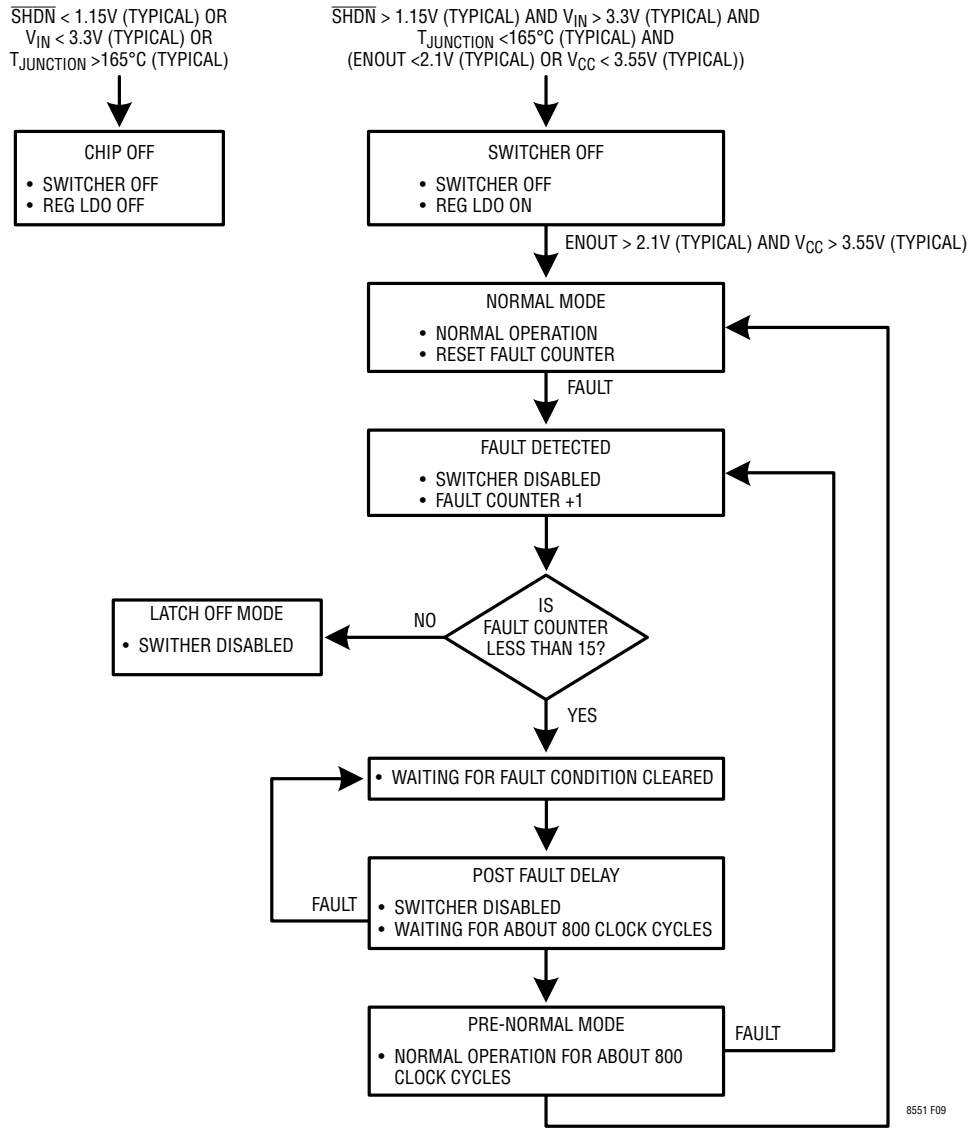 SHDN < 1.15V (TYPICAL) OR
VIN < 3.3V (TYPICAL) OR
TJUNCTION >165°C (TYPICAL)
CHIP OFF
• SWITCHER OFF
• REG LDO OFF
SHDN > 1.15V (TYPICAL) AND VIN > 3.3V (TYPICAL) AND
TJUNCTION <165°C (TYPICAL) AND
(ENOUT <2.1V (TYPICAL) OR VCC < 3.55V (TYPICAL))
SWITCHER OFF
• SWITCHER OFF
• REG LDO ON
ENOUT > 2.1V (TYPICAL) AND VCC > 3.55V (TYPICAL)
NORMAL MODE
• NORMAL OPERATION
• RESET FAULT COUNTER
FAULT
FAULT DETECTED
• SWITCHER DISABLED
• FAULT COUNTER +1
IS
FAULT COUNTER
LESS THAN 15?
NO
LATCH OFF MODE
• SWITHER DISABLED
YES
• WAITING FOR FAULT CONDITION CLEARED
POST FAULT DELAY
• SWITCHER DISABLED
• WAITING FOR ABOUT 800 CLOCK CYCLES
FAULT
PRE-NORMAL MODE
• NORMAL OPERATION FOR ABOUT 800
CLOCK CYCLES
FAULT
8551 F09